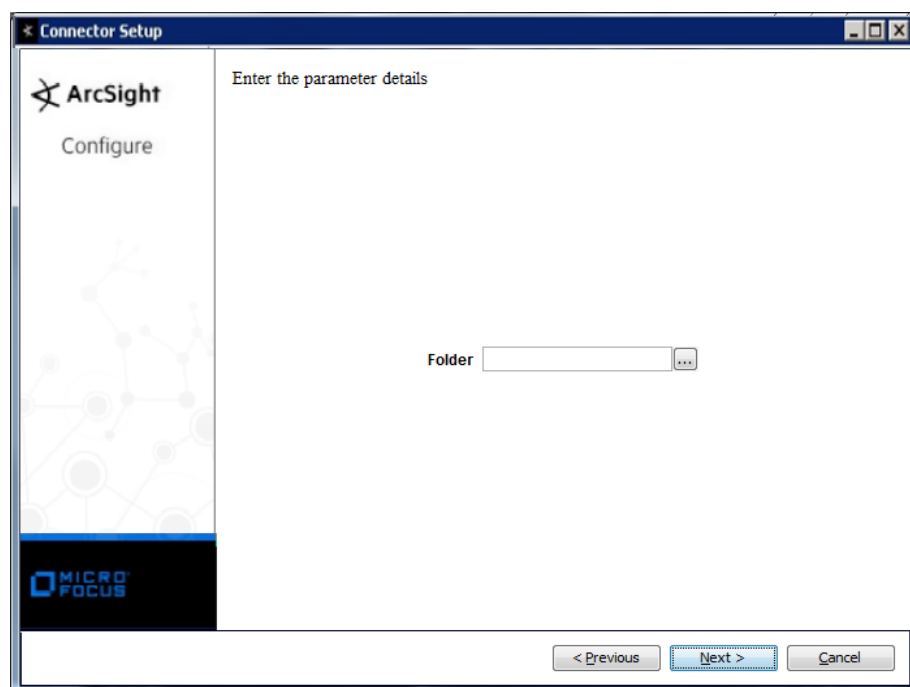 Connector Setup
ArcSight
Configure
Enter the parameter details
Folder
...
MICRO
FOCUS
< Previous
Next >
Cancel